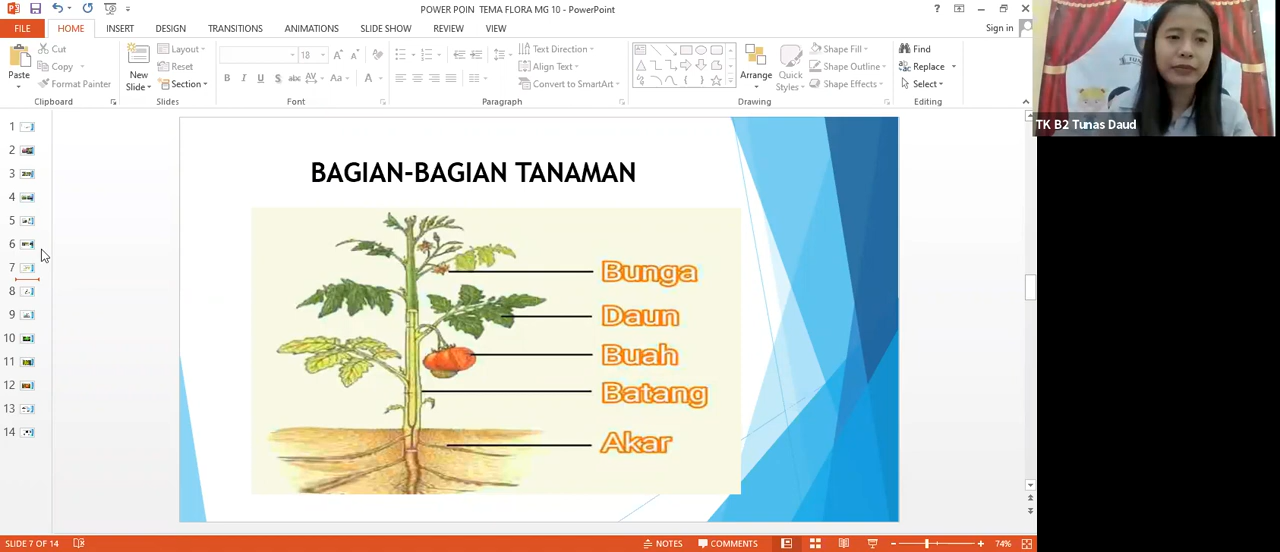 POWER POIN TEMA FLORA MG 10 - PowerPoint
Sign in
FILE
HOME
INSERT
DESIGN
TRANSITIONS
ANIMATIONS
SLIDE SHOW
REVIEW
VIEW
Paste
Cut
Copy
Format Painter
Clipboard
New
Slide
Layout
Reset
Section
Slides
18
Font
Text Direction
Align Text
Convert to SmartArt
Paragraph
Arrange
Quick
Styles
Shape Fill
Shape Outline
Shape Effects
Drawing
Find
Replace
Select
Editing
TK B2 Tunas Daud
1
2
3
4
5
6
7
8
9
10
11
12
13
14
BAGIAN-BAGIAN TANAMAN
Bunga
Daun
Buah
Batang
Akar
SLIDE 7 OF 14
NOTES
COMMENTS
74%